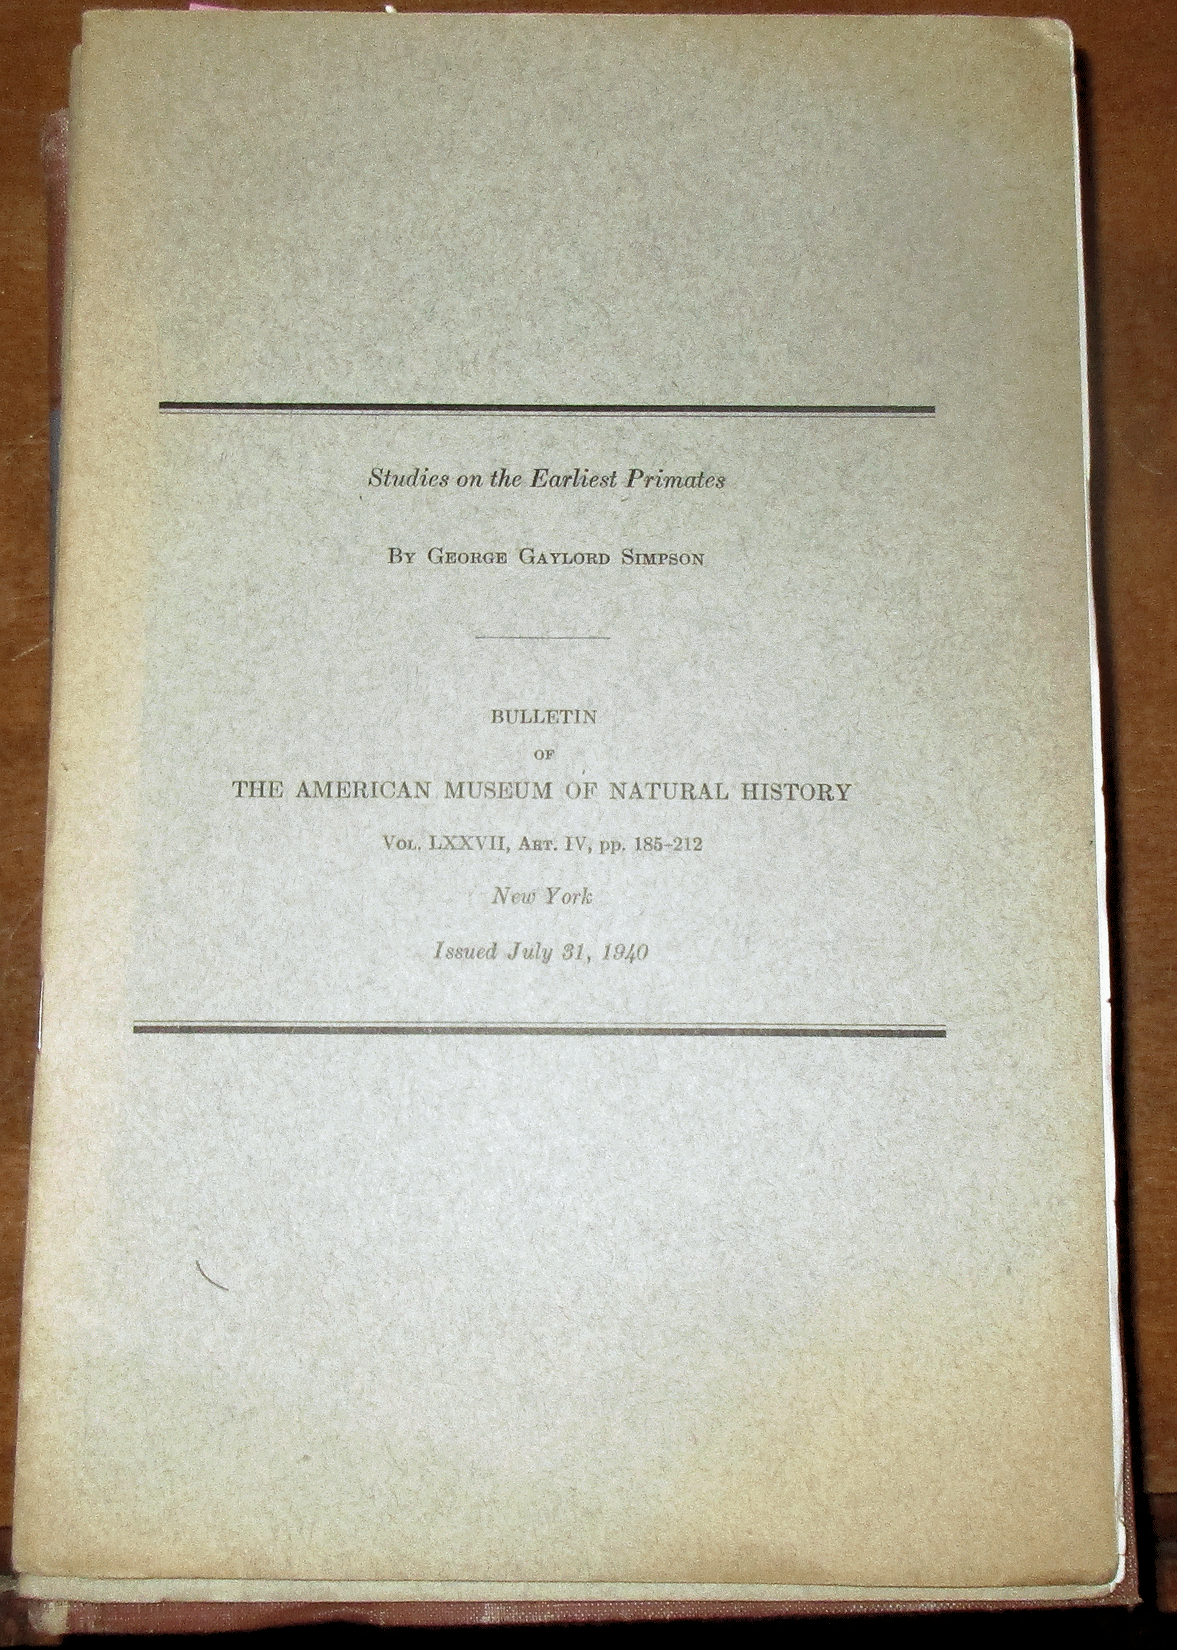 Studies on the Earliest Primates
By George Gaylord Simpson
BULLETIN
OF
THE AMERICAN MUSEUM OF NATURAL HISTORY
Vol. LXXVII, Art. IV, pp. 185–212
New York
Issued July 31, 1940